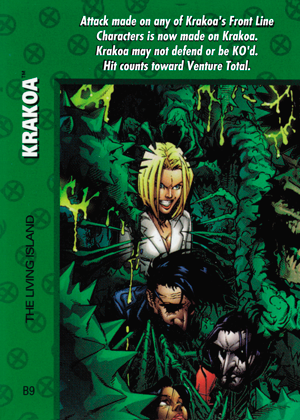 Attack made on any of Krakoa's Front Line
Characters is now made on Krakoa.
Krakoa may not defend or be KO'd.
Hit counts toward Venture Total.
KRAKOA™
THE LIVING ISLAND
B9